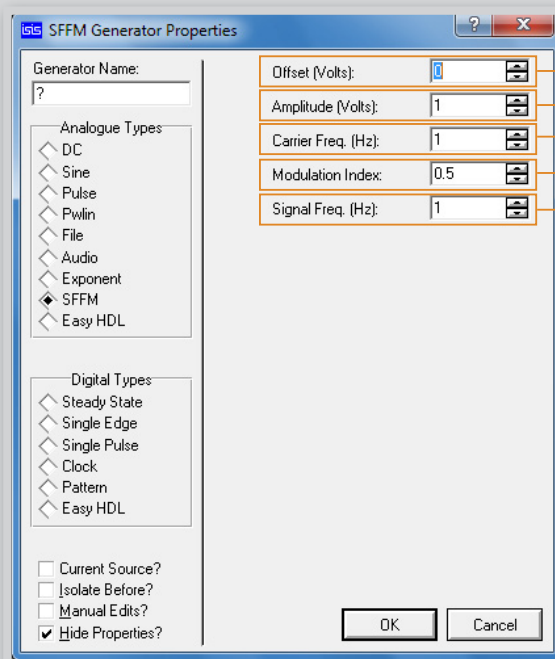 isis SFFM Generator Properties
?
X
Generator Name:
?
Analogue Types
DC
Sine
Pulse
Pwlin
File
Audio
Exponent
SFFM
Easy HDL
Digital Types
Steady State
Single Edge
Single Pulse
Clock
Pattern
Easy HDL
Current Source?
Isolate Before?
Manual Edits?
Hide Properties?
Offset (Volts): 0
Amplitude (Volts): 1
Carrier Freq. (Hz): 1
Modulation Index: 0.5
Signal Freq. (Hz): 1
OK
Cancel